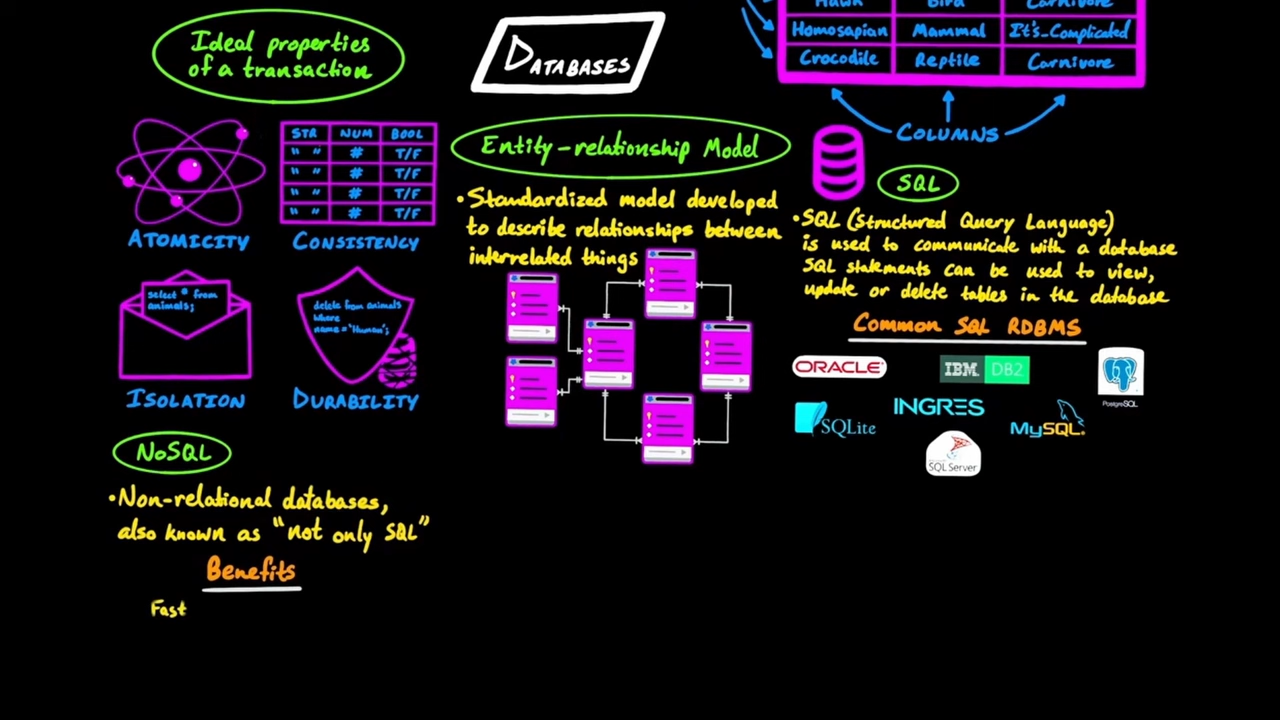 Ideal properties
of a transaction
STR NUM BOOL
" " # T/F
" " # T/F
" " # T/F
" " # T/F
ATOMICITY
CONSISTENCY
select * from
animals;
delete from animals
where
name = 'Human';
ISOLATION
DURABILITY
NoSQL
•Non-relational databases,
also known as "not only SQL"
Benefits
Fast
DATABASES
Entity-relationship Model
•Standardized model developed
to describe relationships between
interrelated things
Hawk Bird Carnivore
Homosapian Mammal It's-Complicated
Crocodile Reptile Carnivore
COLUMNS
SQL
•SQL (Structured Query Language)
is used to communicate with a database
SQL statements can be used to view,
update or delete tables in the database
Common SQL RDBMS
ORACLE
IBM DB2
PostgreSQL
SQLite
INGRES
MySQL
SQL Server